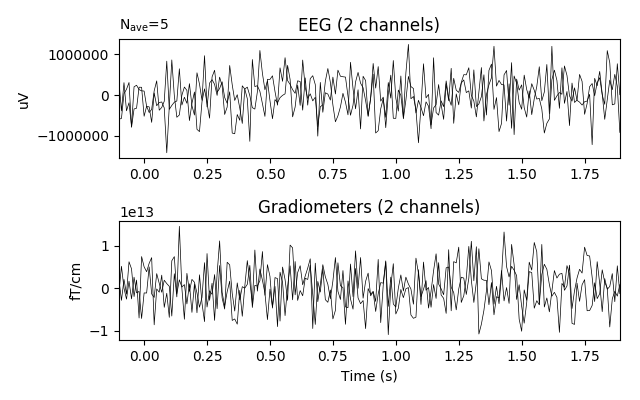 N_ave=5
EEG (2 channels)
1000000
0
−1000000
uV
0.00 0.25 0.50 0.75 1.00 1.25 1.50 1.75
1e13
Gradiometers (2 channels)
1
0
−1
fT/cm
0.00 0.25 0.50 0.75 1.00 1.25 1.50 1.75
Time (s)